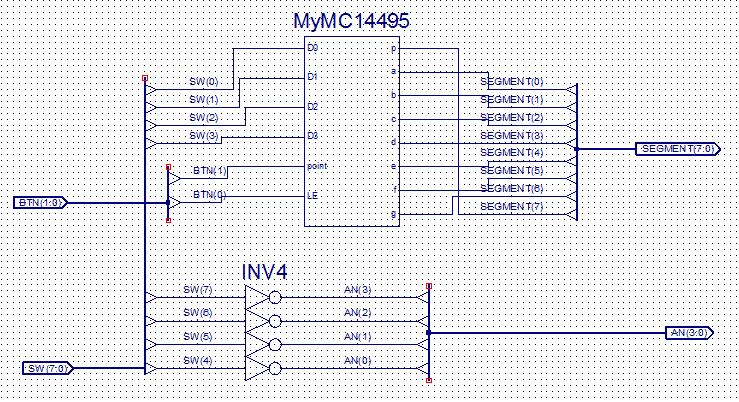 MyMC14495
D0
D1
D2
D3
point
LE
p
a
b
c
d
e
f
g
SW(0)
SW(1)
SW(2)
SW(3)
BTN(1)
BTN(0)
BTN(1:0)
SEGMENT(0)
SEGMENT(1)
SEGMENT(2)
SEGMENT(3)
SEGMENT(4)
SEGMENT(5)
SEGMENT(6)
SEGMENT(7)
SEGMENT(7:0)
INV4
SW(7)
SW(6)
SW(5)
SW(4)
AN(3)
AN(2)
AN(1)
AN(0)
AN(3:0)
SW(7:0)